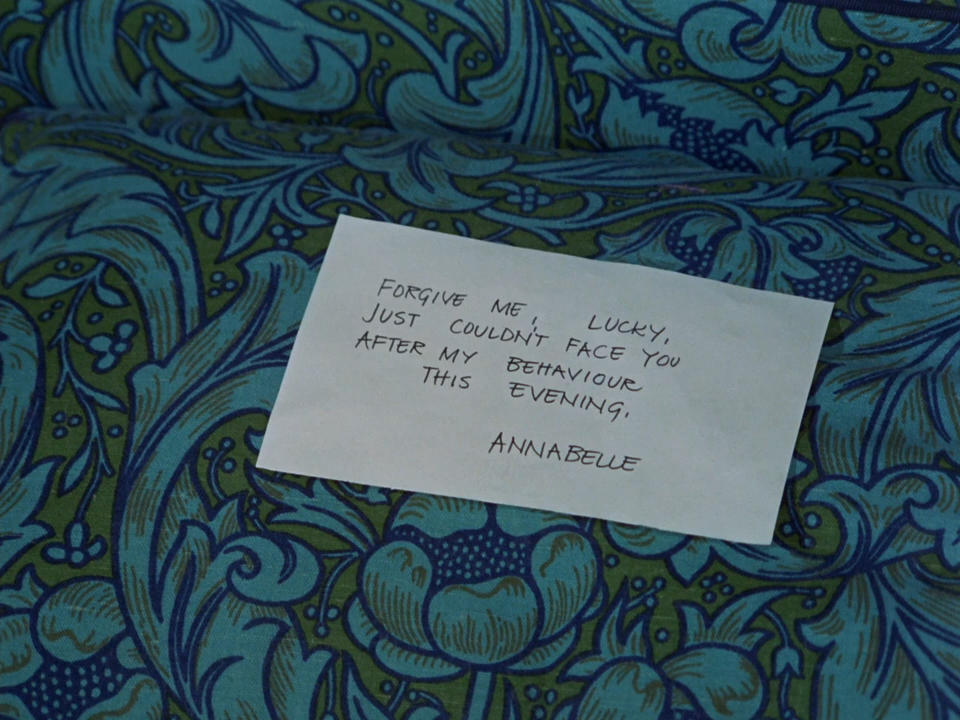 FORGIVE ME, LUCKY,
JUST COULDN'T FACE YOU
AFTER MY BEHAVIOUR
THIS EVENING,
ANNABELLE